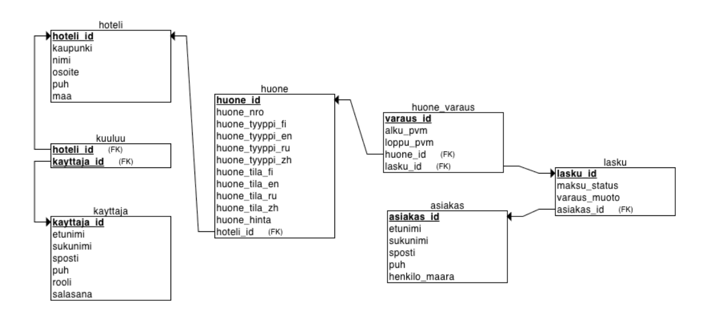 hoteli
hoteli_id
kaupunki
nimi
osoite
puh
maa
kuuluu
hoteli_id (FK)
kayttaja_id (FK)
kayttaja
kayttaja_id
etunimi
sukunimi
sposti
puh
rooli
salasana
huone
huone_id
huone_nro
huone_tyyppi_fi
huone_tyyppi_en
huone_tyyppi_ru
huone_tyyppi_zh
huone_tila_fi
huone_tila_en
huone_tila_ru
huone_tila_zh
huone_hinta
hoteli_id (FK)
huone_varaus
varaus_id
alku_pvm
loppu_pvm
huone_id (FK)
lasku_id (FK)
asiakas
asiakas_id
etunimi
sukunimi
sposti
puh
henkilo_maara
lasku
lasku_id
maksu_status
varaus_muoto
asiakas_id (FK)